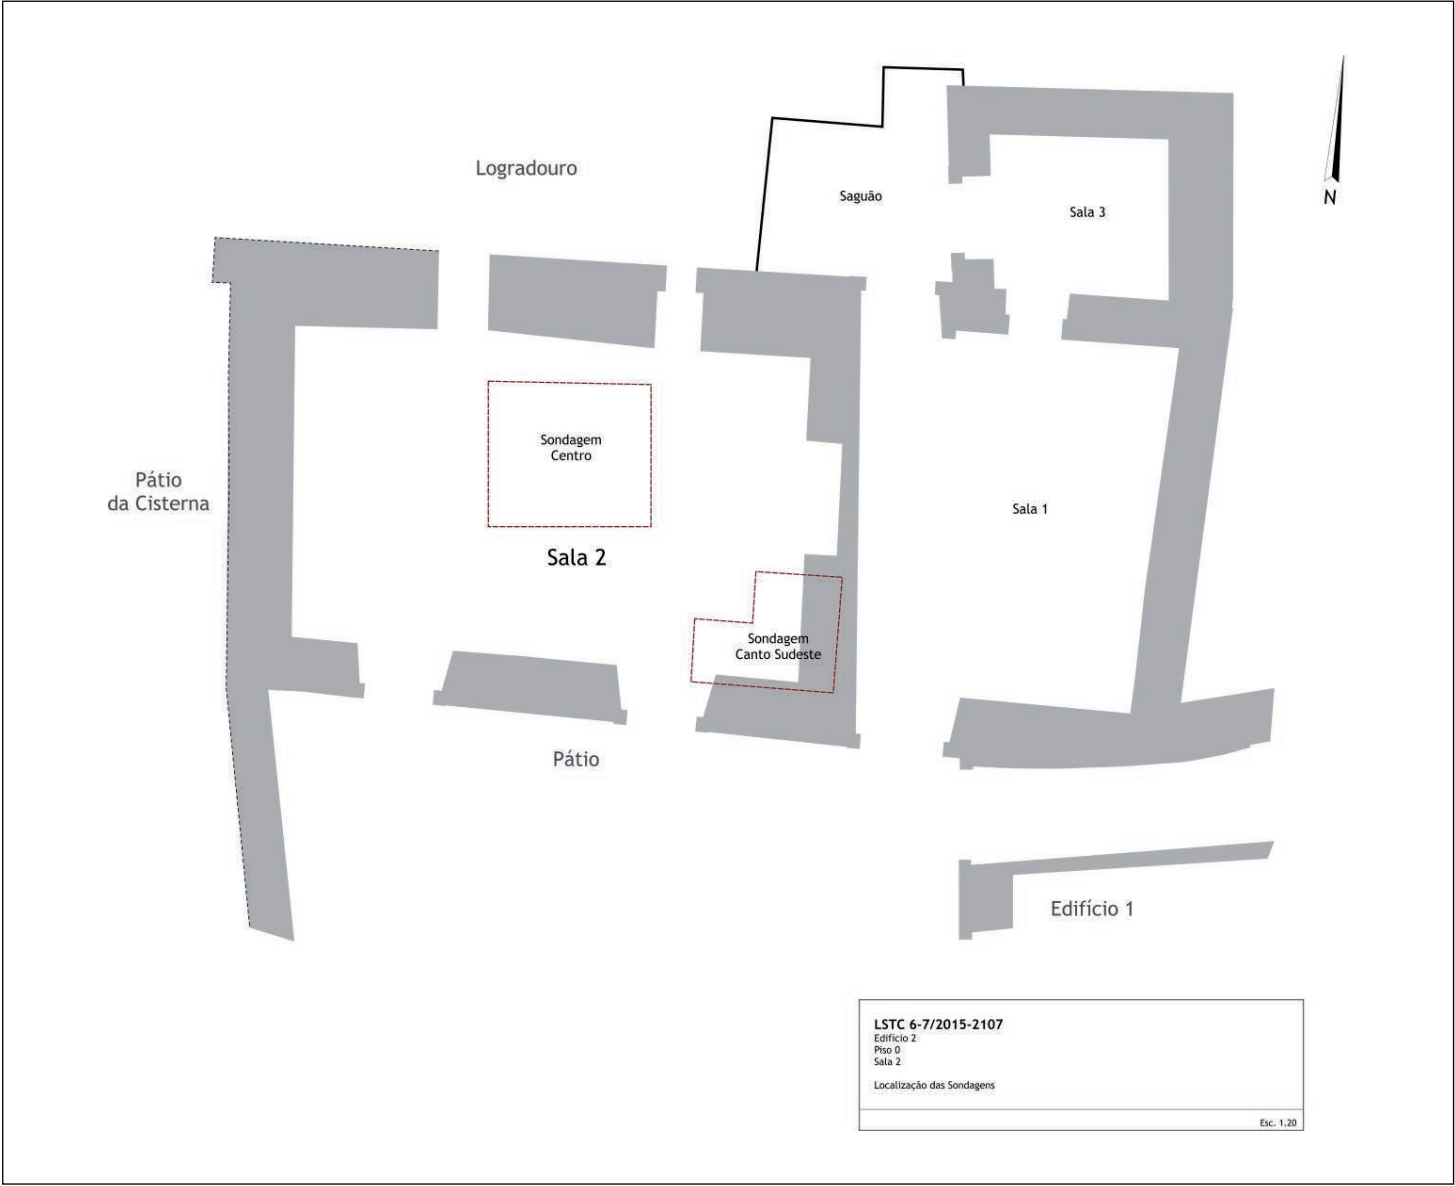 Logradouro
Saguão
Sala 3
N
Pátio
da Cisterna
Sondagem
Centro
Sala 1
Sala 2
Sondagem
Canto Sudeste
Pátio
Edifício 1
LSTC 6-7/2015-2107
Edifício 2
Piso 0
Sala 2
Localização das Sondagens
Esc. 1.20